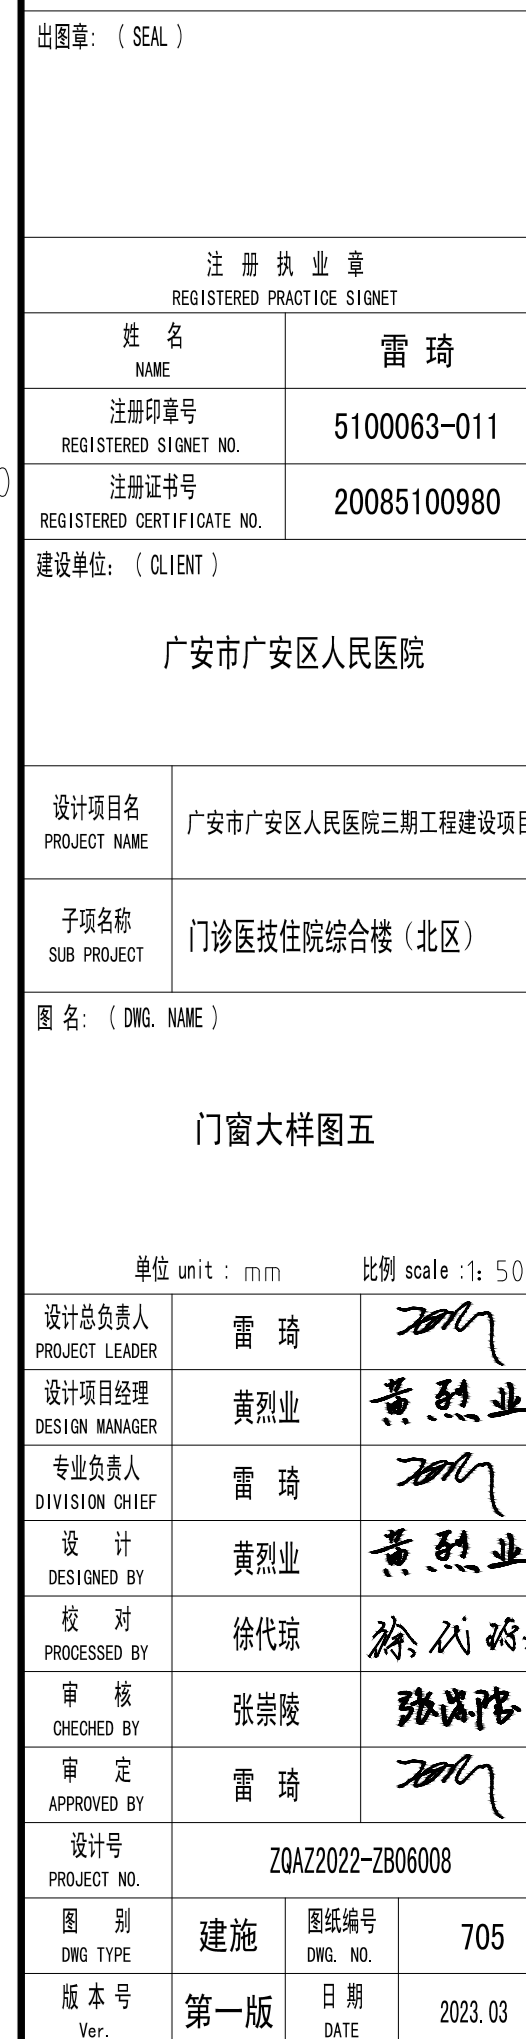 出图章: ( SEAL )
注 册 执 业 章
REGISTERED PRACTICE SIGNET
姓 名
NAME
雷 琦
注册印章号
REGISTERED SIGNET NO.
5100063-011
注册证书号
REGISTERED CERTIFICATE NO.
20085100980
建设单位: ( CLIENT )
广安市广安区人民医院
设计项目名
PROJECT NAME
广安市广安区人民医院三期工程建设项目
子项名称
SUB PROJECT
门诊医技住院综合楼（北区）
图 名: ( DWG. NAME )
门窗大样图五
单位 unit : mm 比例 scale :1: 50
设计总负责人
PROJECT LEADER
雷 琦
设计项目经理
DESIGN MANAGER
黄烈业 黄烈业
专业负责人
DIVISION CHIEF
雷 琦
设 计
DESIGNED BY
黄烈业 黄烈业
校 对
PROCESSED BY
徐代琼 徐代琼
审 核
CHECHED BY
张崇陵 张崇陵
审 定
APPROVED BY
雷 琦
设计号
PROJECT NO.
ZQAZ2022-ZB06008
图 别
DWG TYPE
建施
图纸编号
DWG. NO.
705
版 本 号
Ver.
第一版
日 期
DATE
2023.03